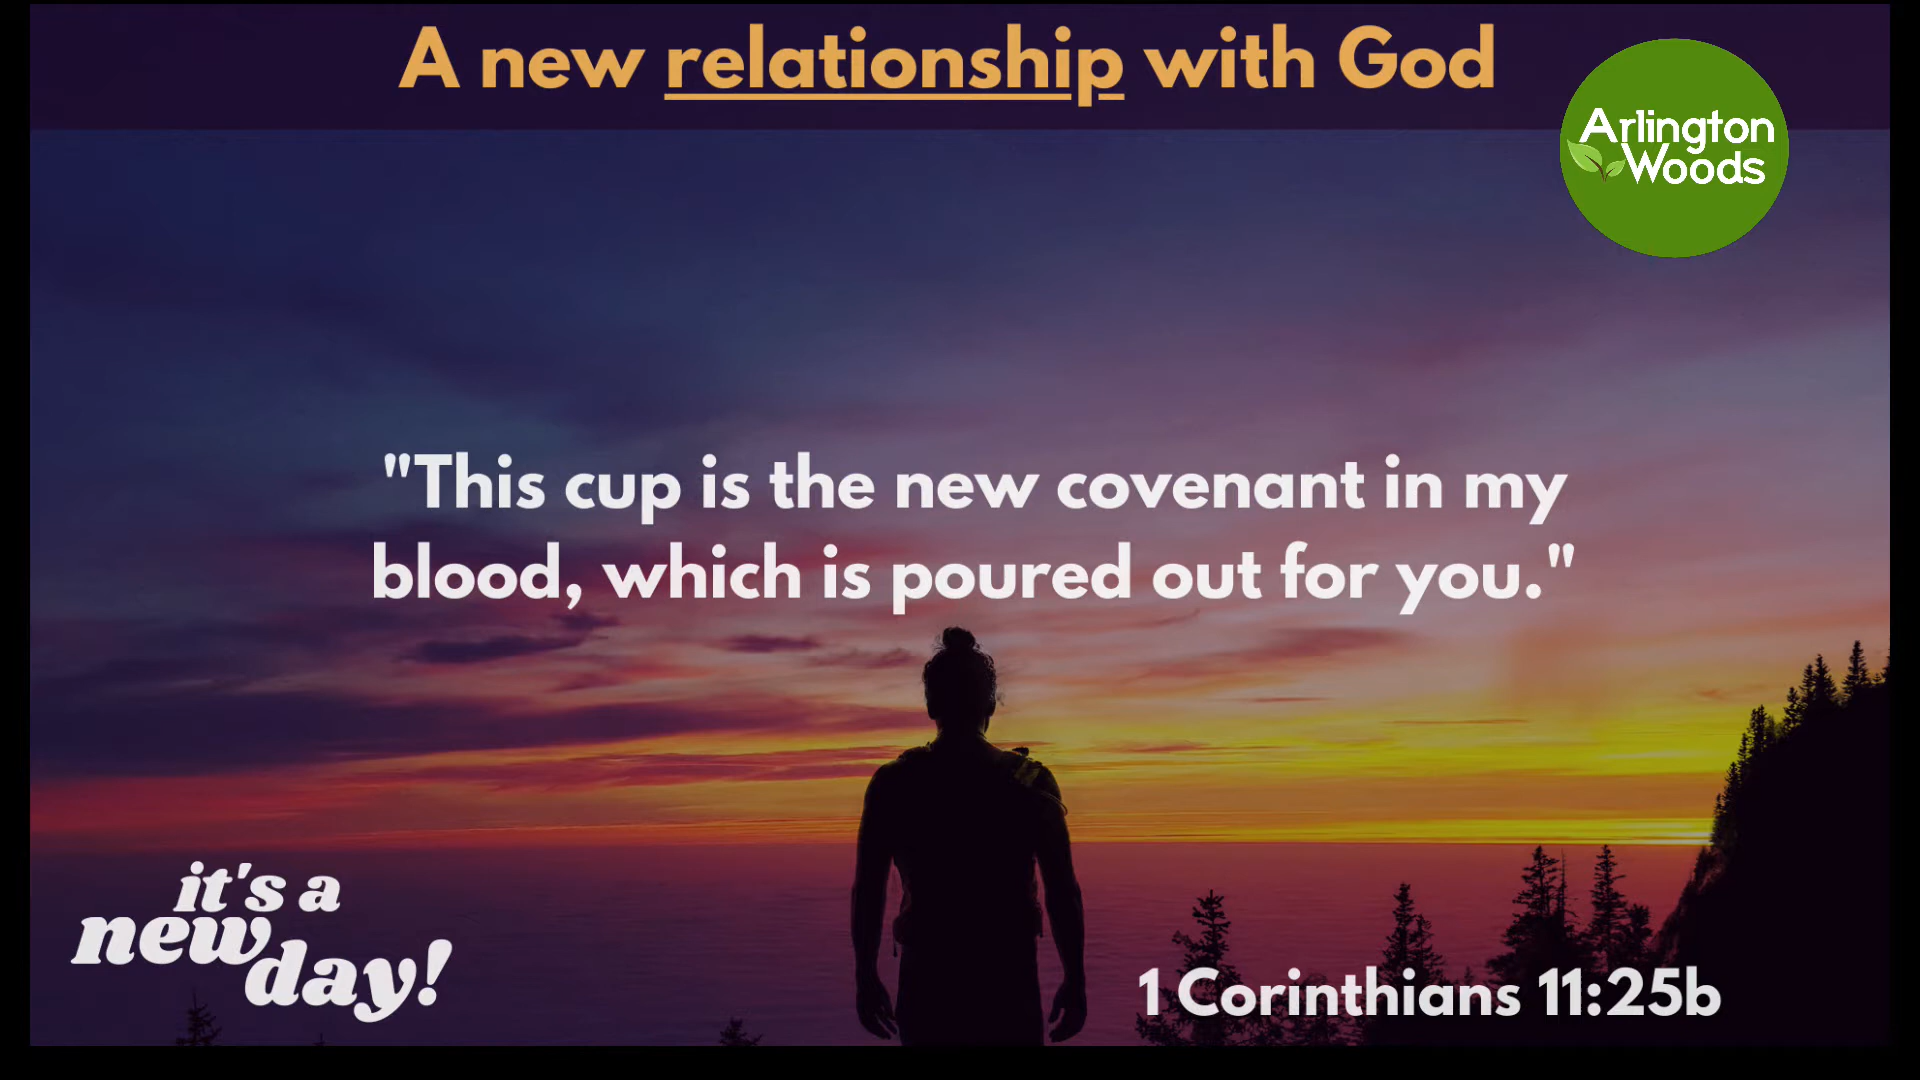 A new relationship with God
Arlington
Woods
"This cup is the new covenant in my
blood, which is poured out for you."
it's a
new
day!
1 Corinthians 11:25b